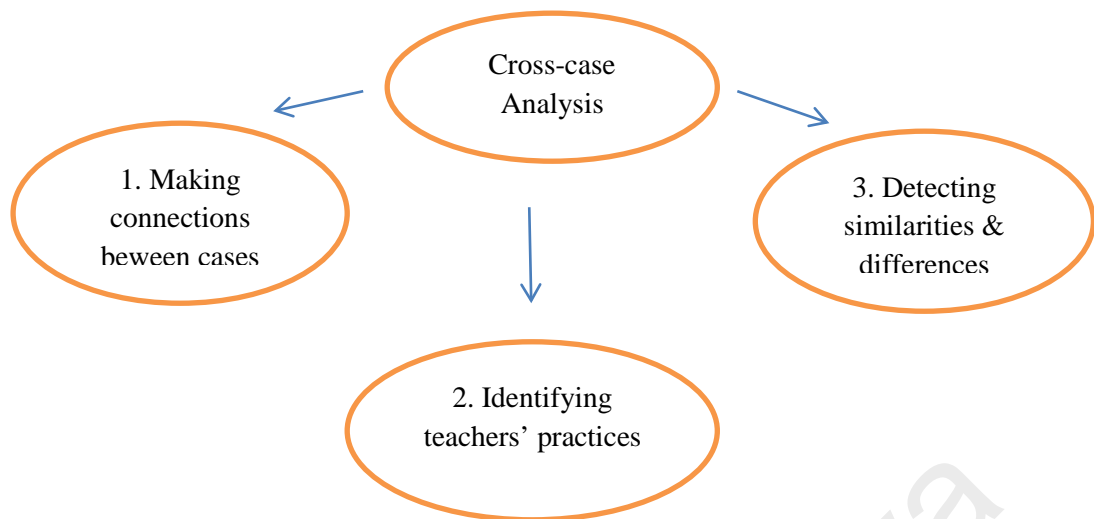 Cross-case
Analysis
1. Making
connections
beween cases
3. Detecting
similarities &
differences
2. Identifying
teachers’ practices